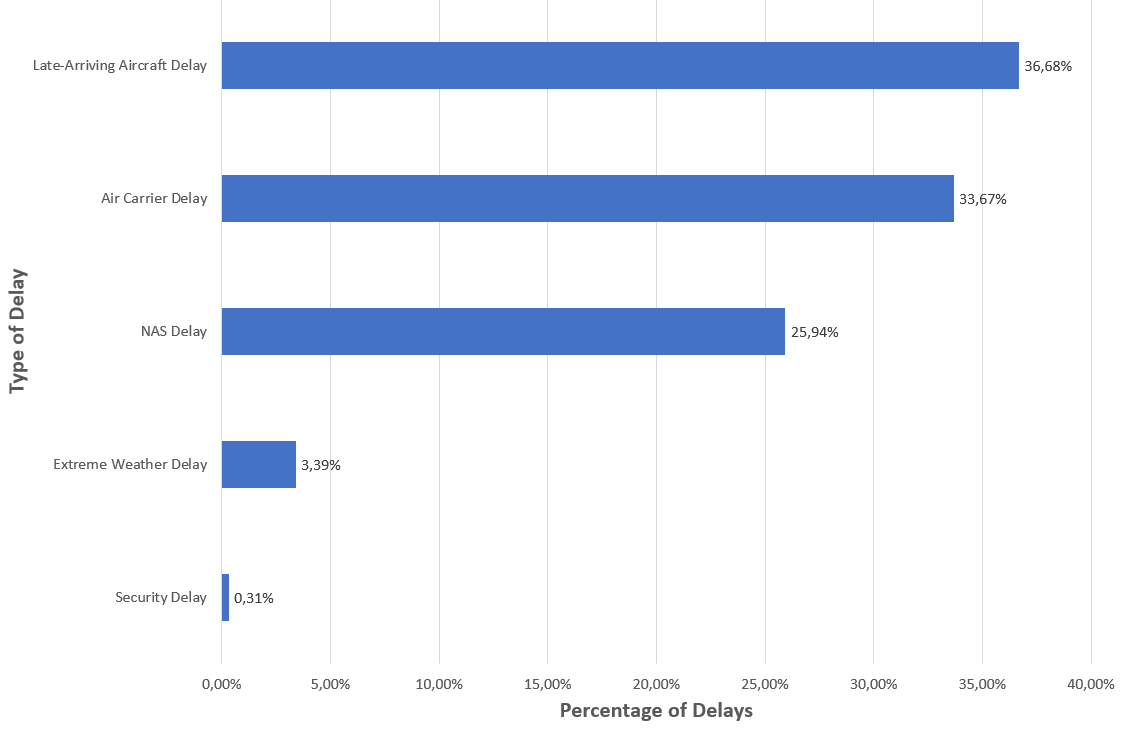 Late-Arriving Aircraft Delay
36,68%
Air Carrier Delay
33,67%
NAS Delay
25,94%
Extreme Weather Delay
3,39%
Security Delay
0,31%
Type of Delay
0,00% 5,00% 10,00% 15,00% 20,00% 25,00% 30,00% 35,00% 40,00%
Percentage of Delays